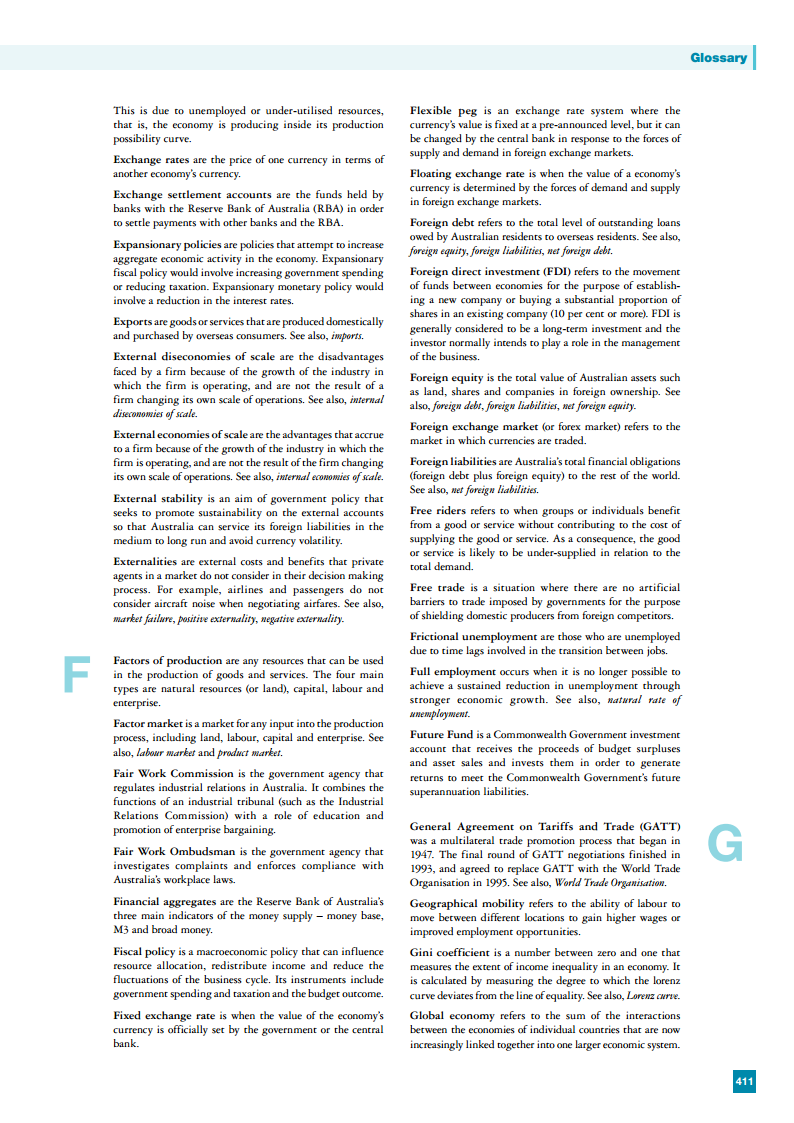 Glossary
This is due to unemployed or under-utilised resources,
that is, the economy is producing inside its production
possibility curve.
Exchange rates are the price of one currency in terms of
another economy's currency.
Exchange settlement accounts are the funds held by
banks with the Reserve Bank of Australia (RBA) in order
to settle payments with other banks and the RBA.
Expansionary policies are policies that attempt to increase
aggregate economic activity in the economy. Expansionary
fiscal policy would involve increasing government spending
or reducing taxation. Expansionary monetary policy would
involve a reduction in the interest rates.
Exports are goods or services that are produced domestically
and purchased by overseas consumers. See also, imports.
External diseconomies of scale are the disadvantages
faced by a firm because of the growth of the industry in
which the firm is operating, and are not the result of a
firm changing its own scale of operations. See also, internal
diseconomies of scale.
External economies of scale are the advantages that accrue
to a firm because of the growth of the industry in which the
firm is operating, and are not the result of the firm changing
its own scale of operations. See also, internal economies of scale.
External stability is an aim of government policy that
seeks to promote sustainability on the external accounts
so that Australia can service its foreign liabilities in the
medium to long run and avoid currency volatility.
Externalities are external costs and benefits that private
agents in a market do not consider in their decision making
process. For example, airlines and passengers do not
consider aircraft noise when negotiating airfares. See also,
market failure, positive externality, negative externality.
F
Factors of production are any resources that can be used
in the production of goods and services. The four main
types are natural resources (or land), capital, labour and
enterprise.
Factor market is a market for any input into the production
process, including land, labour, capital and enterprise. See
also, labour market and product market.
Fair Work Commission is the government agency that
regulates industrial relations in Australia. It combines the
functions of an industrial tribunal (such as the Industrial
Relations Commission) with a role of education and
promotion of enterprise bargaining.
Fair Work Ombudsman is the government agency that
investigates complaints and enforces compliance with
Australia's workplace laws.
Financial aggregates are the Reserve Bank of Australia's
three main indicators of the money supply – money base,
M3 and broad money.
Fiscal policy is a macroeconomic policy that can influence
resource allocation, redistribute income and reduce the
fluctuations of the business cycle. Its instruments include
government spending and taxation and the budget outcome.
Fixed exchange rate is when the value of the economy's
currency is officially set by the government or the central
bank.
Flexible peg is an exchange rate system where the
currency's value is fixed at a pre-announced level, but it can
be changed by the central bank in response to the forces of
supply and demand in foreign exchange markets.
Floating exchange rate is when the value of a economy's
currency is determined by the forces of demand and supply
in foreign exchange markets.
Foreign debt refers to the total level of outstanding loans
owed by Australian residents to overseas residents. See also,
foreign equity, foreign liabilities, net foreign debt.
Foreign direct investment (FDI) refers to the movement
of funds between economies for the purpose of establish-
ing a new company or buying a substantial proportion of
shares in an existing company (10 per cent or more). FDI is
generally considered to be a long-term investment and the
investor normally intends to play a role in the management
of the business.
Foreign equity is the total value of Australian assets such
as land, shares and companies in foreign ownership. See
also, foreign debt, foreign liabilities, net foreign equity.
Foreign exchange market (or forex market) refers to the
market in which currencies are traded.
Foreign liabilities are Australia's total financial obligations
(foreign debt plus foreign equity) to the rest of the world.
See also, net foreign liabilities.
Free riders refers to when groups or individuals benefit
from a good or service without contributing to the cost of
supplying the good or service. As a consequence, the good
or service is likely to be under-supplied in relation to the
total demand.
Free trade is a situation where there are no artificial
barriers to trade imposed by governments for the purpose
of shielding domestic producers from foreign competitors.
Frictional unemployment are those who are unemployed
due to time lags involved in the transition between jobs.
Full employment occurs when it is no longer possible to
achieve a sustained reduction in unemployment through
stronger economic growth. See also, natural rate of
unemployment.
Future Fund is a Commonwealth Government investment
account that receives the proceeds of budget surpluses
and asset sales and invests them in order to generate
returns to meet the Commonwealth Government's future
superannuation liabilities.
G
General Agreement on Tariffs and Trade (GATT)
was a multilateral trade promotion process that began in
1947. The final round of GATT negotiations finished in
1993, and agreed to replace GATT with the World Trade
Organisation in 1995. See also, World Trade Organisation.
Geographical mobility refers to the ability of labour to
move between different locations to gain higher wages or
improved employment opportunities.
Gini coefficient is a number between zero and one that
measures the extent of income inequality in an economy. It
is calculated by measuring the degree to which the lorenz
curve deviates from the line of equality. See also, Lorenz curve.
Global economy refers to the sum of the interactions
between the economies of individual countries that are now
increasingly linked together into one larger economic system.
411